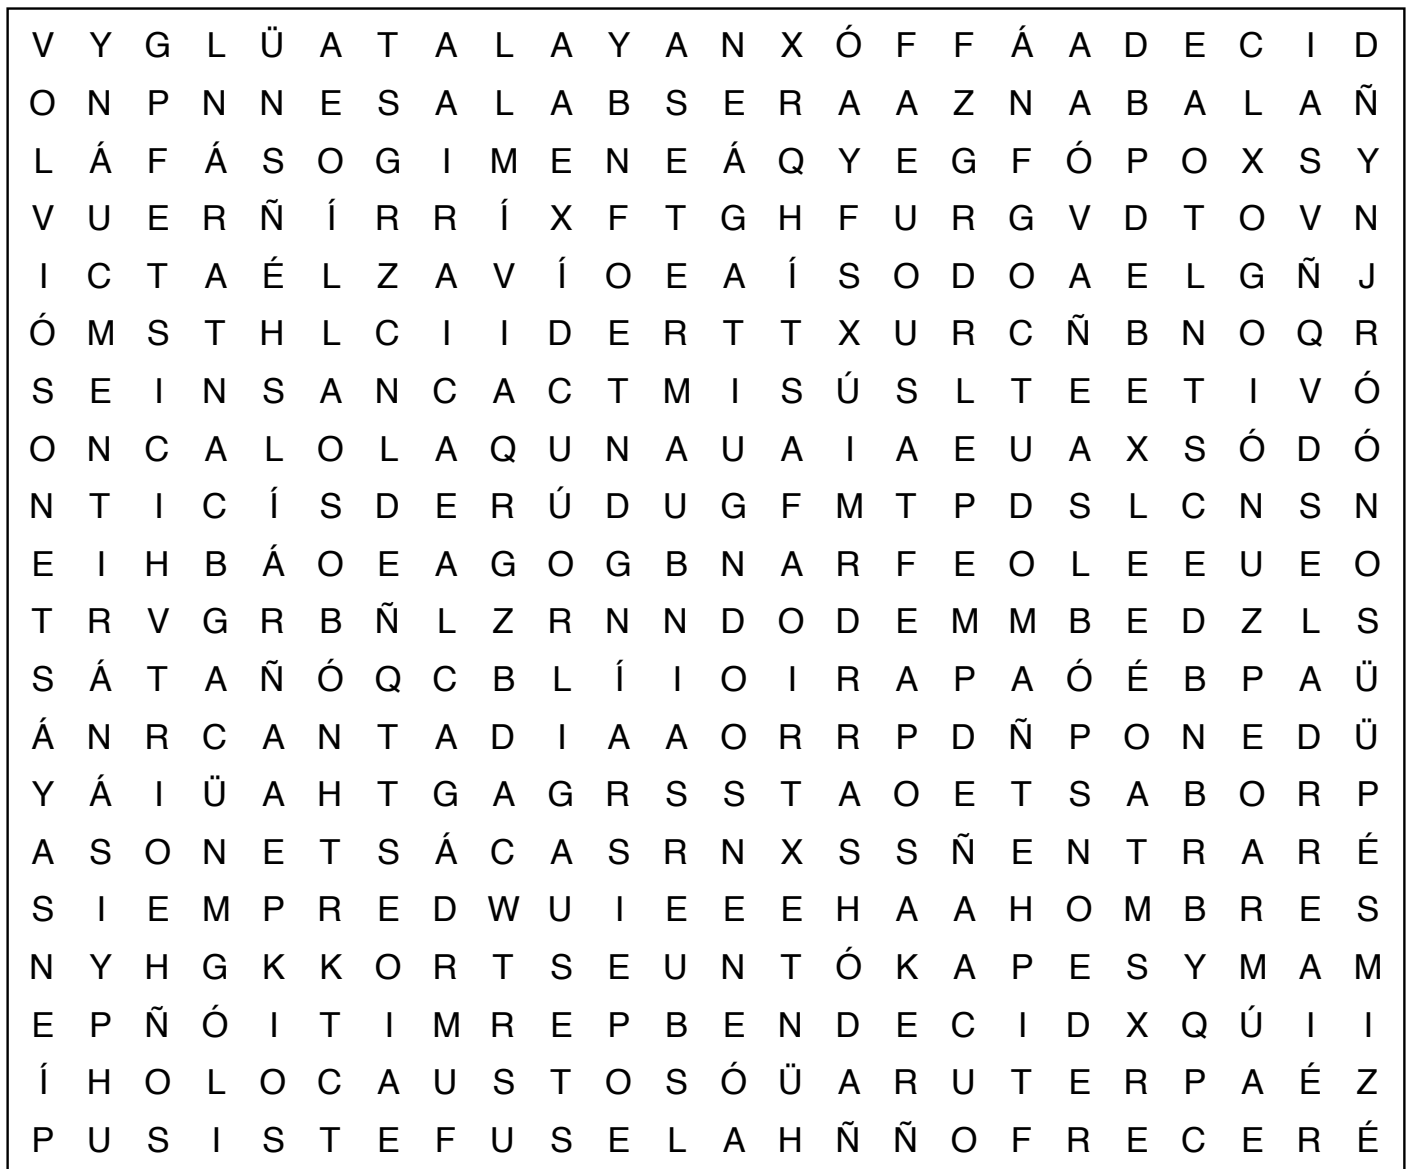 V Y G L Ü A T A L A Y A N X Ó F F Á A D E C I D
O N P N N E S A L A B S E R A A Z N A B A L A Ñ
L Á F Á S O G I M E N E Á Q Y E G F Ó P O X S Y
V U E R Ñ Í R R Í X F T G H F U R G V D T O V N
I C T A É L Z A V Í O E A Í S O D O A E L G Ñ J
Ó M S T H L C I I D E R T T X U R C Ñ B N O Q R
S E I N S A N C A C T M I S Ú S L T E E T I V Ó
O N C A L O L A Q U N A U A I A E U A X S Ó D Ó
N T I C Í S D E R Ú D U G F M T P D S L C N S N
E I H B Á O E A G O G B N A R F E O L E E U E O
T R V G R B Ñ L Z R N N D O D E M M B E D Z L S
S Á T A Ñ Ó Q C B L Í I O I R A P A Ó É B P A Ü
Á N R C A N T A D I A A O R R P D Ñ P O N E D Ü
Y Á I Ü A H T G A G R S S T A O E T S A B O R P
A S O N E T S Á C A S R N X S S Ñ E N T R A R É
S I E M P R E D W U I E E E H A A H O M B R E S
N Y H G K K O R T S E U N T Ó K A P E S Y M A M
E P Ñ Ó I T I M R E P B E N D E C I D X Q Ú I I
Í H O L O C A U S T O S Ó Ü A R U T E R P A É Z
P U S I S T E F U S E L A H Ñ Ñ O F R E C E R É